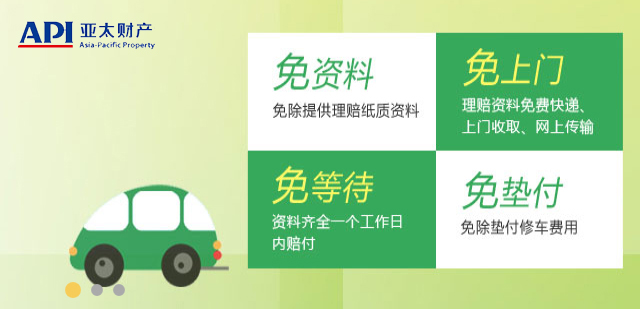 API 亚太财产
Asia-Pacific Property
免资料
免除提供理赔纸质资料
免上门
理赔资料免费快递、
上门收取、网上传输
免等待
资料齐全一个工作日
内赔付
免垫付
免除垫付修车费用